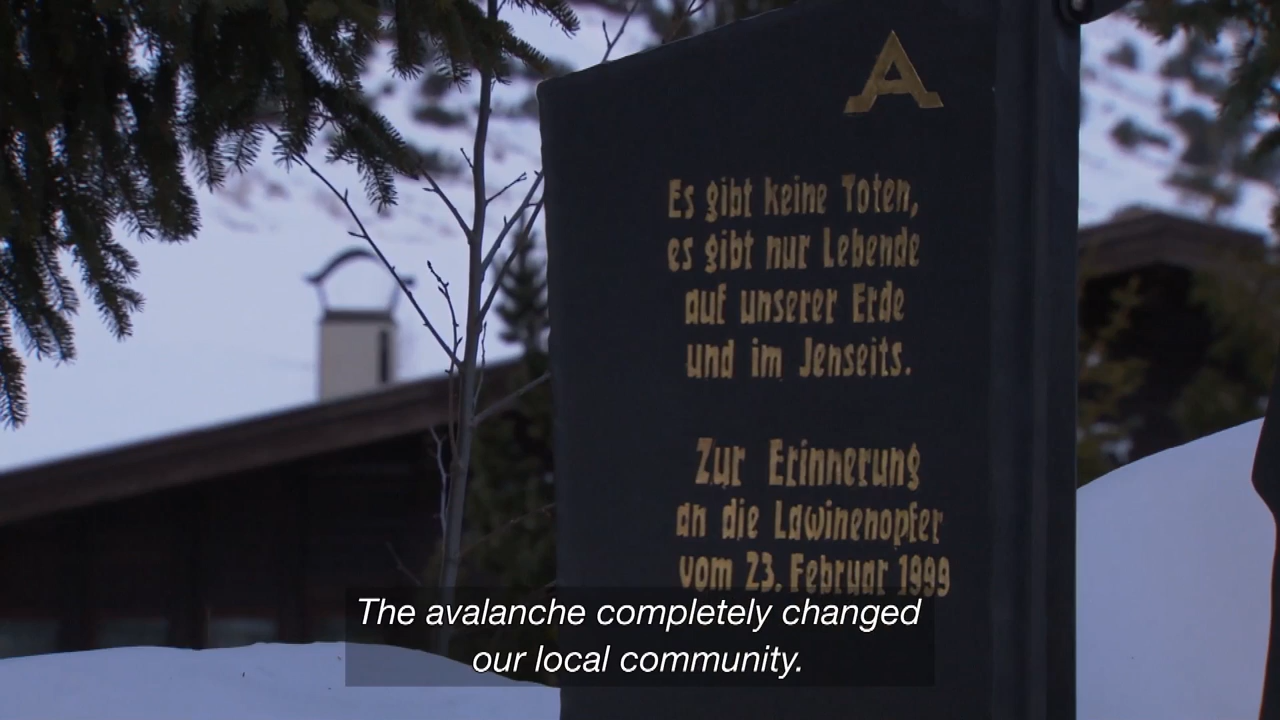 A
Es gibt keine Toten,
es gibt nur Lebende
auf unserer Erde
und im Jenseits.
Zur Erinnerung
an die Lawinenopfer
vom 23. Februar 1999
The avalanche completely changed
our local community.